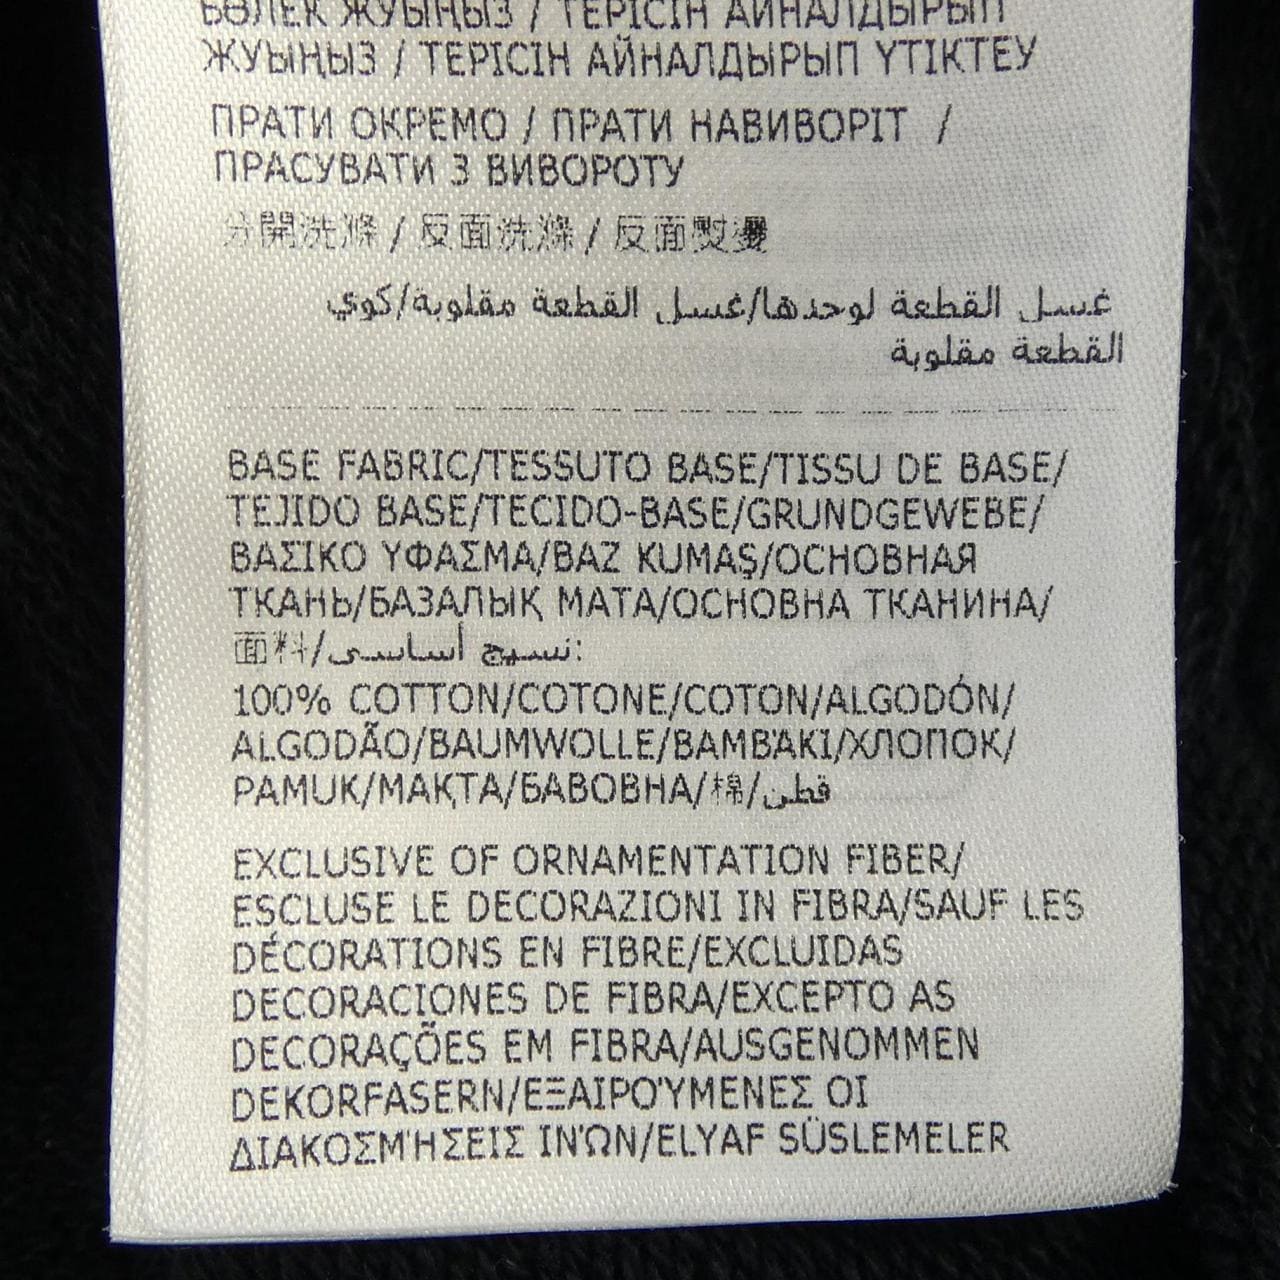 БӨЛЕК ЖУЫҢЫЗ / ТЕРІСІН АЙНАЛДЫРЫП
ЖУЫҢЫЗ / ТЕРІСІН АЙНАЛДЫРЫП ҮТІКТЕУ
ПРАТИ ОКРЕМО / ПРАТИ НАВИВОРІТ /
ПРАСУВАТИ З ВИВОРОТУ
分開洗滌 / 反面洗滌 / 反面熨燙
غسل القطعة لوحدها/غسل القطعة مقلوبة/كوي
القطعة مقلوبة
BASE FABRIC/TESSUTO BASE/TISSU DE BASE/
TEJIDO BASE/TECIDO-BASE/GRUNDGEWEBE/
ΒΑΣΙΚΟ ΥΦΑΣΜΑ/BAZ KUMAŞ/ОСНОВНАЯ
ТКАНЬ/БАЗАЛЫҚ МАТА/ОСНОВНА ТКАНИНА/
面料/نسيج أساسى:
100% COTTON/COTONE/COTON/ALGODÓN/
ALGODÃO/BAUMWOLLE/ΒΑΜΒΆΚΙ/ХЛОПОК/
PAMUK/МАҚТА/БАВОВНА/棉/قطن
EXCLUSIVE OF ORNAMENTATION FIBER/
ESCLUSE LE DECORAZIONI IN FIBRA/SAUF LES
DÉCORATIONS EN FIBRE/EXCLUIDAS
DECORACIONES DE FIBRA/EXCEPTO AS
DECORAÇÕES EM FIBRA/AUSGENOMMEN
DEKORFASERN/ΕΞΑΙΡΟΎΜΕΝΕΣ ΟΙ
ΔΙΑΚΟΣΜΉΣΕΙΣ ΙΝΏΝ/ELYAF SÜSLEMELER